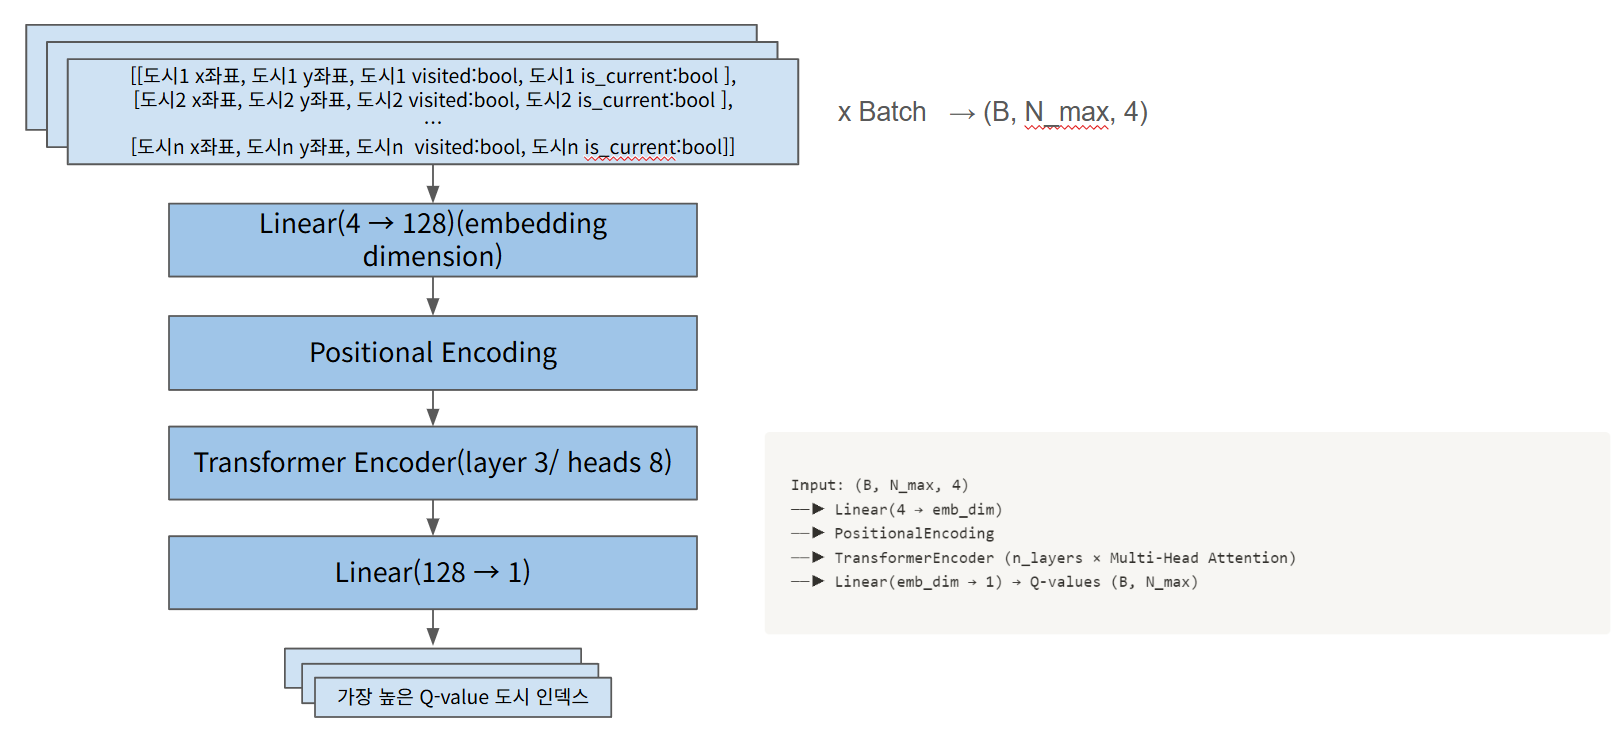 [[도시1 x좌표, 도시1 y좌표, 도시1 visited:bool, 도시1 is_current:bool ],
[도시2 x좌표, 도시2 y좌표, 도시2 visited:bool, 도시2 is_current:bool ],
...
[도시n x좌표, 도시n y좌표, 도시n  visited:bool, 도시n is_current:bool]]
x Batch → (B, N_max, 4)
Linear(4 → 128)(embedding
dimension)
Positional Encoding
Transformer Encoder(layer 3/ heads 8)
Linear(128 → 1)
가장 높은 Q-value 도시 인덱스
Input: (B, N_max, 4)
──▶ Linear(4 → emb_dim)
──▶ PositionalEncoding
──▶ TransformerEncoder (n_layers × Multi-Head Attention)
──▶ Linear(emb_dim → 1) → Q-values (B, N_max)